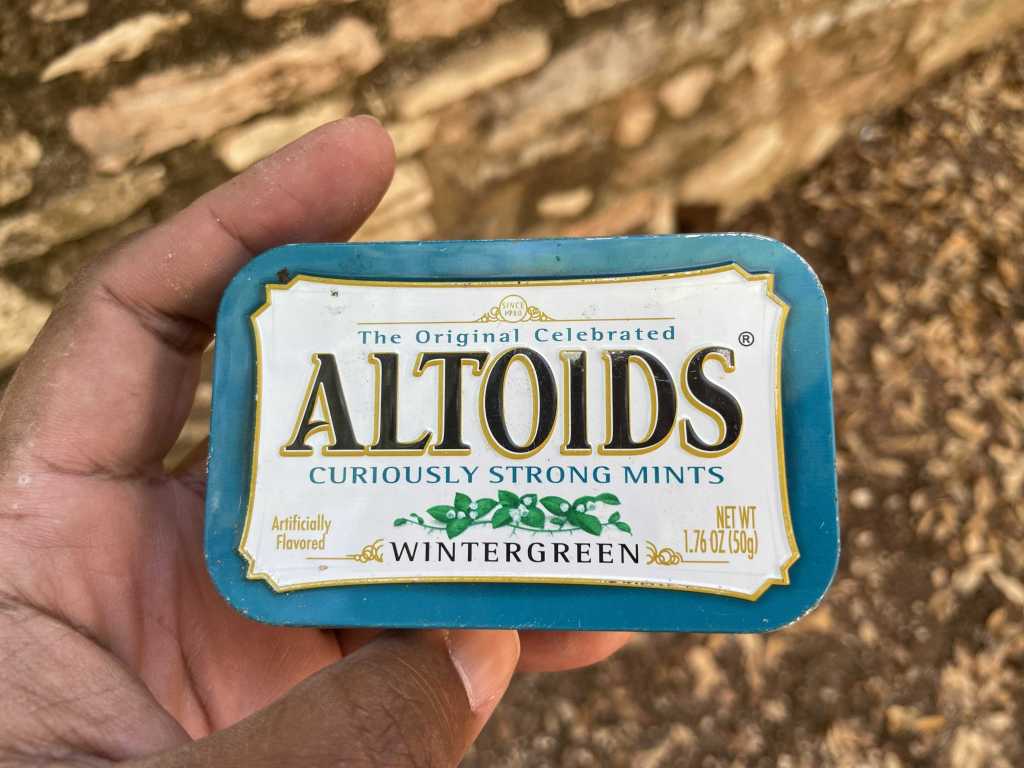 SINCE
The Original Celebrated
ALTOIDS®
CURIOUSLY STRONG MINTS
Artificially
Flavored
WINTERGREEN
NET WT
1.76 OZ (50g)